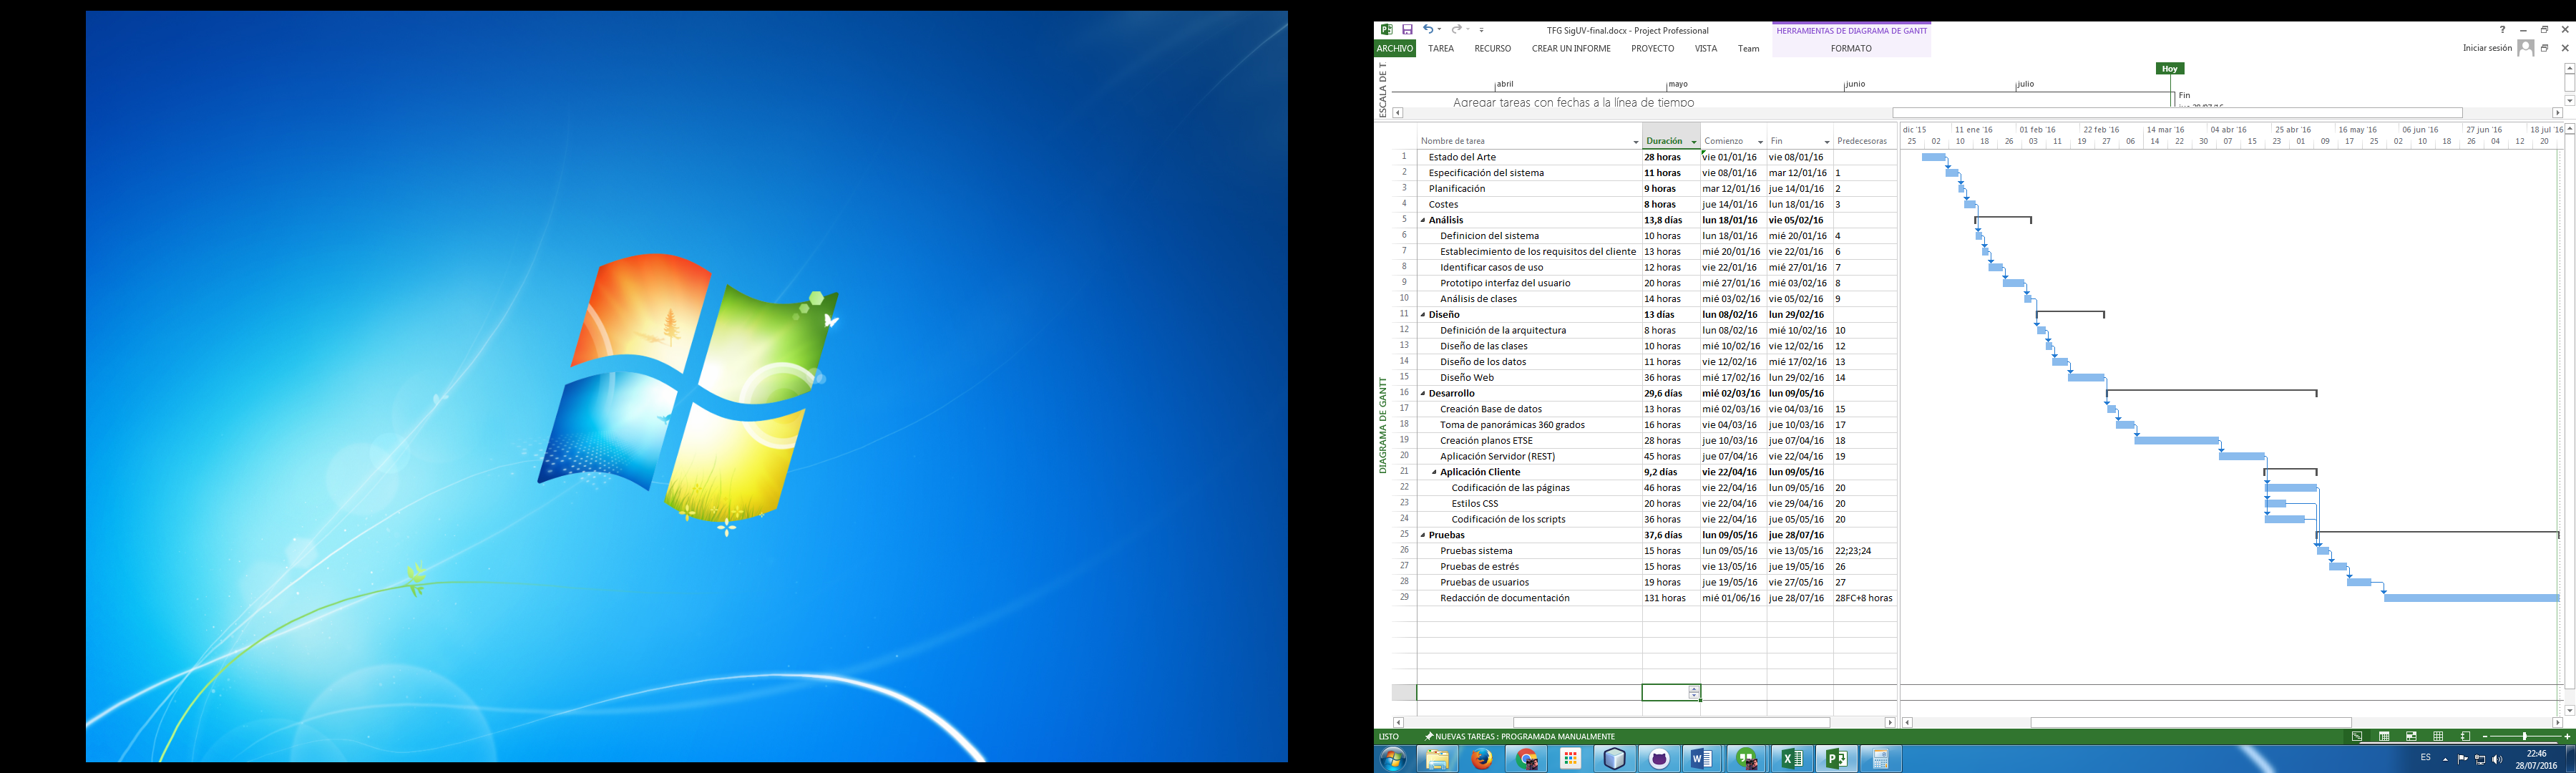 TFG SigUV-final.docx - Project Professional
HERRAMIENTAS DE DIAGRAMA DE GANTT
?
ARCHIVO TAREA RECURSO CREAR UN INFORME PROYECTO VISTA Team FORMATO
Iniciar sesión
ESCALA DE T
Hoy
abril mayo junio julio
Agregar tareas con fechas a la línea de tiempo
Fin
DIAGRAMA DE GANTT
Nombre de tarea Duración Comienzo Fin Predecesoras
dic '15 11 ene '16 01 feb '16 22 feb '16 14 mar '16 04 abr '16 25 abr '16 16 may '16 06 jun '16 27 jun '16 18 jul '16
25 02 10 18 26 03 11 19 27 06 14 22 30 07 15 23 01 09 17 25 02 10 18 26 04 12 20
1 Estado del Arte 28 horas vie 01/01/16 vie 08/01/16
2 Especificación del sistema 11 horas vie 08/01/16 mar 12/01/16 1
3 Planificación 9 horas mar 12/01/16 jue 14/01/16 2
4 Costes 8 horas jue 14/01/16 lun 18/01/16 3
5 Análisis 13,8 días lun 18/01/16 vie 05/02/16
6 Definicion del sistema 10 horas lun 18/01/16 mié 20/01/16 4
7 Establecimiento de los requisitos del cliente 13 horas mié 20/01/16 vie 22/01/16 6
8 Identificar casos de uso 12 horas vie 22/01/16 mié 27/01/16 7
9 Prototipo interfaz del usuario 20 horas mié 27/01/16 mié 03/02/16 8
10 Análisis de clases 14 horas mié 03/02/16 vie 05/02/16 9
11 Diseño 13 días lun 08/02/16 lun 29/02/16
12 Definición de la arquitectura 8 horas lun 08/02/16 mié 10/02/16 10
13 Diseño de las clases 10 horas mié 10/02/16 vie 12/02/16 12
14 Diseño de los datos 11 horas vie 12/02/16 mié 17/02/16 13
15 Diseño Web 36 horas mié 17/02/16 lun 29/02/16 14
16 Desarrollo 29,6 días mié 02/03/16 lun 09/05/16
17 Creación Base de datos 13 horas mié 02/03/16 vie 04/03/16 15
18 Toma de panorámicas 360 grados 16 horas vie 04/03/16 jue 10/03/16 17
19 Creación planos ETSE 28 horas jue 10/03/16 jue 07/04/16 18
20 Aplicación Servidor (REST) 45 horas jue 07/04/16 vie 22/04/16 19
21 Aplicación Cliente 9,2 días vie 22/04/16 lun 09/05/16
22 Codificación de las páginas 46 horas vie 22/04/16 lun 09/05/16 20
23 Estilos CSS 20 horas vie 22/04/16 vie 29/04/16 20
24 Codificación de los scripts 36 horas vie 22/04/16 jue 05/05/16 20
25 Pruebas 37,6 días lun 09/05/16 jue 28/07/16
26 Pruebas sistema 15 horas lun 09/05/16 vie 13/05/16 22;23;24
27 Pruebas de estrés 15 horas vie 13/05/16 jue 19/05/16 26
28 Pruebas de usuarios 19 horas jue 19/05/16 vie 27/05/16 27
29 Redacción de documentación 131 horas mié 01/06/16 jue 28/07/16 28FC+8 horas
LISTO NUEVAS TAREAS : PROGRAMADA MANUALMENTE
ES
22:46
28/07/2016